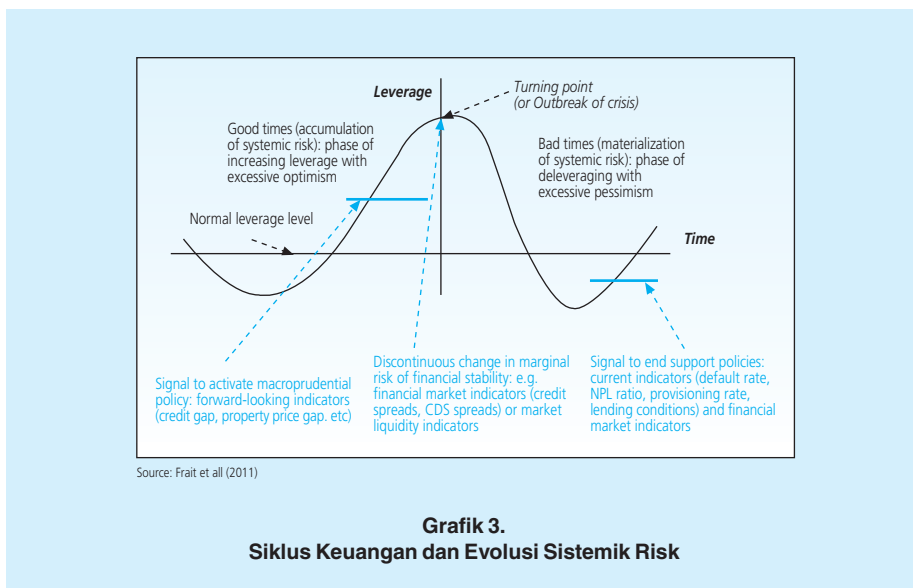 Leverage
Turning point
(or Outbreak of crisis)
Good times (accumulation
of systemic risk): phase of
increasing leverage with
excessive optimism
Bad times (materialization
of systemic risk): phase of
deleveraging with
excessive pessimism
Normal leverage level
Time
Signal to activate macroprudential
policy: forward-looking indicators
(credit gap, property price gap. etc)
Discontinuous change in marginal
risk of financial stability: e.g.
financial market indicators (credit
spreads, CDS spreads) or market
liquidity indicators
Signal to end support policies:
current indicators (default rate,
NPL ratio, provisioning rate,
lending conditions) and financial
market indicators
Source: Frait et all (2011)
Grafik 3.
Siklus Keuangan dan Evolusi Sistemik Risk